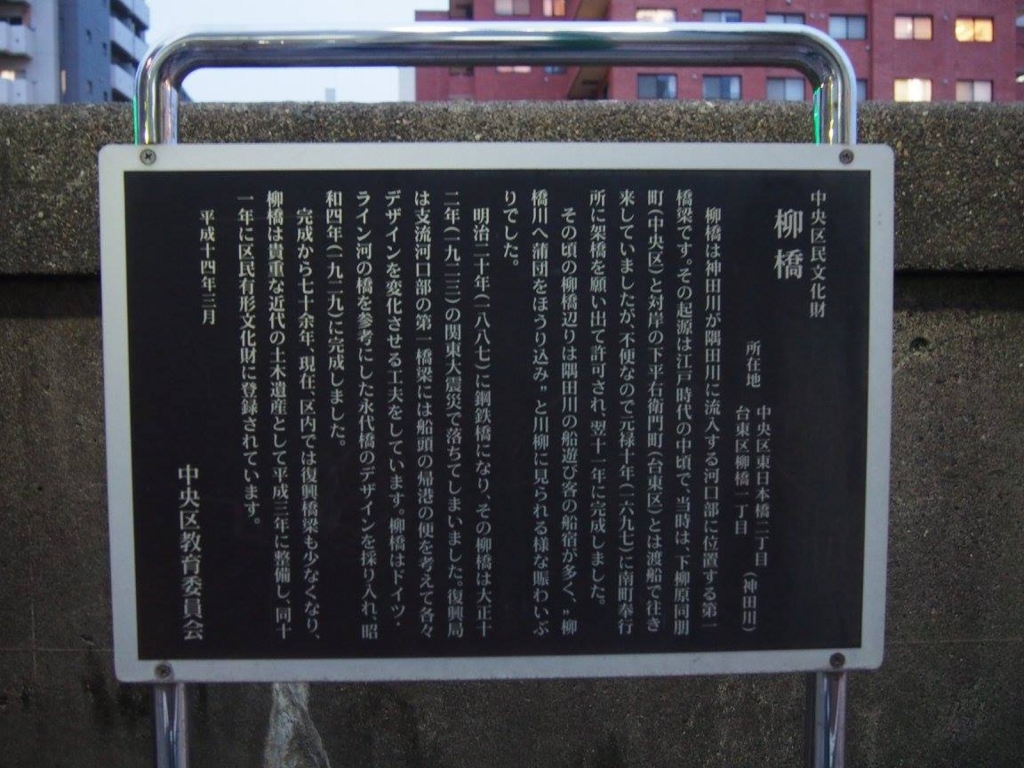 中央区民文化財
柳橋
所在地 中央区東日本橋二丁目
台東区柳橋一丁目 (神田川)
柳橋は神田川が隅田川に流入する河口部に位置する第一
橋梁です。その起源は江戸時代の中頃で、当時は、下柳原同朋
町(中央区)と対岸の下平右衛門町(台東区)とは渡船で往き
来していましたが、不便なので元禄十年(一六九七)に南町奉行
所に架橋を願い出て許可され、翌十一年に完成しました。
その頃の柳橋辺りは隅田川の船遊び客の船宿が多く、"柳
橋川へ蒲団をほうり込み"と川柳に見られる様な賑わいぶ
りでした。
明治二十年(一八八七)に鋼鉄橋になり、その柳橋は大正十
二年(一九二三)の関東大震災で落ちてしまいました。復興局
は支流河口部の第一橋梁には船頭の帰港の便を考えて各々
デザインを変化させる工夫をしています。柳橋はドイツ・
ライン河の橋を参考にした永代橋のデザインを採り入れ、昭
和四年(一九二九)に完成しました。
完成から七十余年、現在、区内では復興橋梁も少なくなり、
柳橋は貴重な近代の土木遺産として平成三年に整備し、同十
一年に区民有形文化財に登録されています。
平成十四年三月
中央区教育委員会